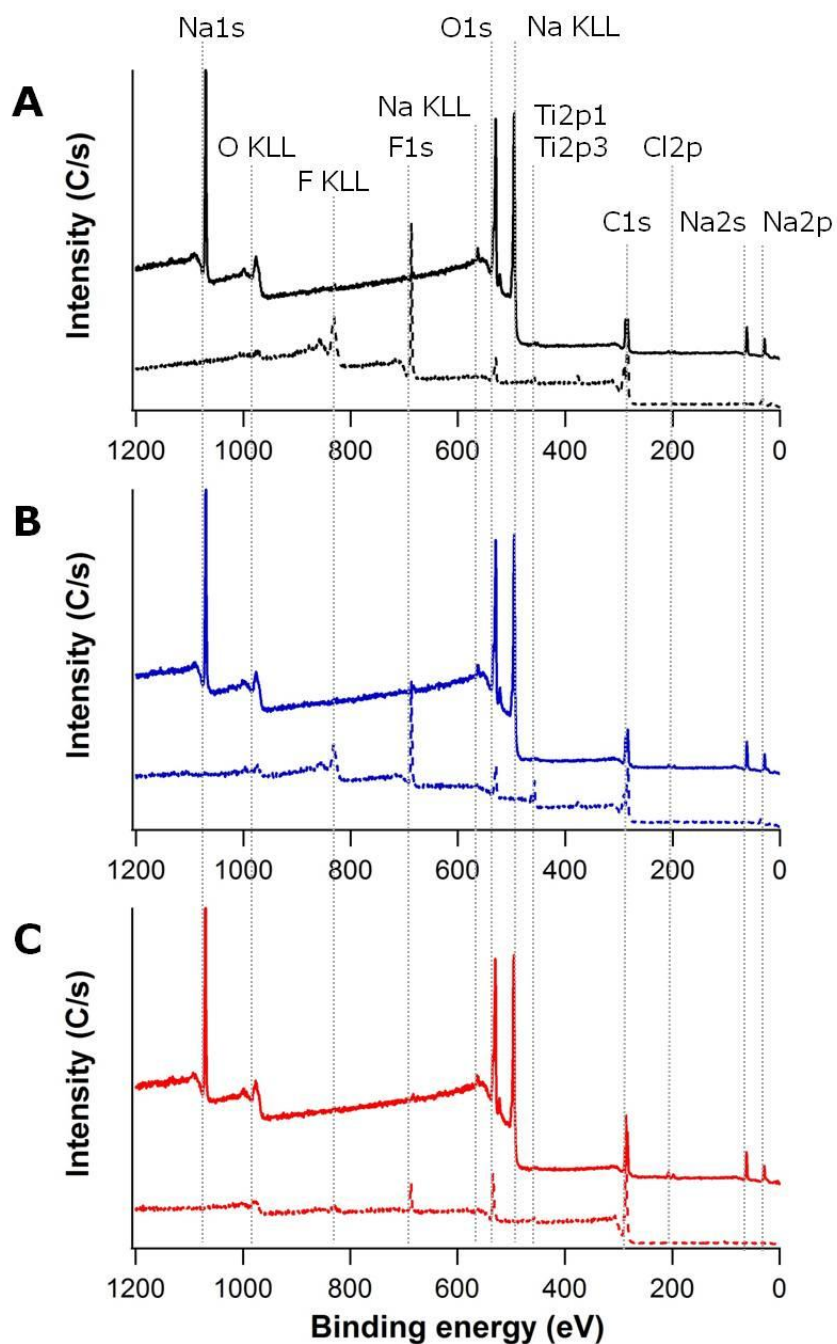 Na1s
O1s
Na KLL
A
Na KLL
Ti2p1
O KLL
F1s
Ti2p3
Cl2p
F KLL
C1s
Na2s
Na2p
Intensity (C/s)
1200 1000 800 600 400 200 0
B
Intensity (C/s)
1200 1000 800 600 400 200 0
C
Intensity (C/s)
1200 1000 800 600 400 200 0
Binding energy (eV)